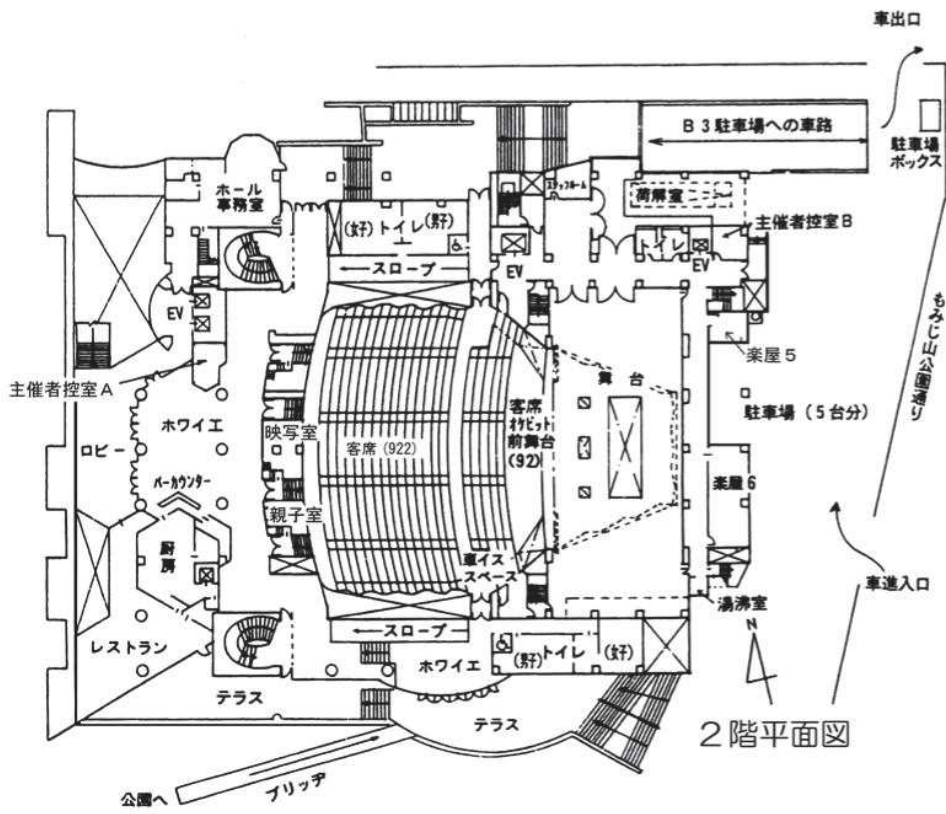 車出口
B3駐車場への車路
駐車場
ボックス
ホール
事務室
(女子) トイレ (男子)
スタッフルーム
荷解室
主催者控室B
トイレ
EV
スロープ
EV
EV
もみじ山公園通り
楽屋5
主催者控室A
舞台
駐車場 (5台分)
ホワイエ
映写室
客席 (922)
客席
オケピット
前舞台
(92)
ロビー
バーカウンター
親子室
楽屋6
厨房
車イス
スペース
車進入口
湯沸室
N
レストラン
スロープ
ホワイエ
(男子) トイレ (女子)
テラス
テラス
2階平面図
ブリッヂ
公園へ